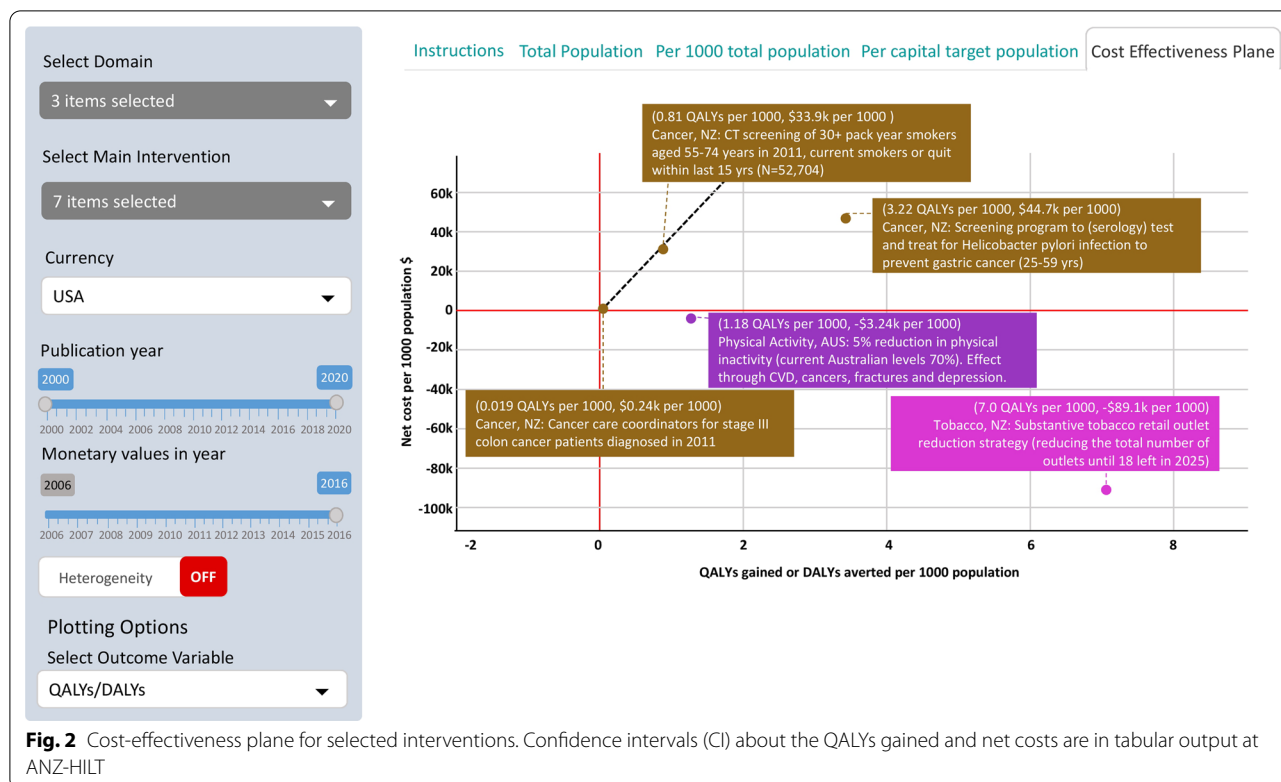 Select Domain
3 items selected
Select Main Intervention
7 items selected
Currency
USA
Publication year
2000 2020
2000 2002 2004 2006 2008 2010 2012 2014 2016 2018 2020
Monetary values in year
2006 2016
2006 2007 2008 2009 2010 2011 2012 2013 2014 2015 2016
Heterogeneity OFF
Plotting Options
Select Outcome Variable
QALYs/DALYs
Instructions Total Population Per 1000 total population Per capital target population Cost Effectiveness Plane
(0.81 QALYs per 1000, $33.9k per 1000 )
Cancer, NZ: CT screening of 30+ pack year smokers
aged 55-74 years in 2011, current smokers or quit
within last 15 yrs (N=52,704)
(3.22 QALYs per 1000, $44.7k per 1000)
Cancer, NZ: Screening program to (serology) test
and treat for Helicobacter pylori infection to
prevent gastric cancer (25-59 yrs)
(1.18 QALYs per 1000, -$3.24k per 1000)
Physical Activity, AUS: 5% reduction in physical
inactivity (current Australian levels 70%). Effect
through CVD, cancers, fractures and depression.
(0.019 QALYs per 1000, $0.24k per 1000)
Cancer, NZ: Cancer care coordinators for stage III
colon cancer patients diagnosed in 2011
(7.0 QALYs per 1000, -$89.1k per 1000)
Tobacco, NZ: Substantive tobacco retail outlet
reduction strategy (reducing the total number of
outlets until 18 left in 2025)
Net cost per 1000 population $
60k
40k
20k
0
-20k
-40k
-60k
-80k
-100k
-2 0 2 4 6 8
QALYs gained or DALYs averted per 1000 population
Fig. 2 Cost-effectiveness plane for selected interventions. Confidence intervals (CI) about the QALYs gained and net costs are in tabular output at
ANZ-HILT